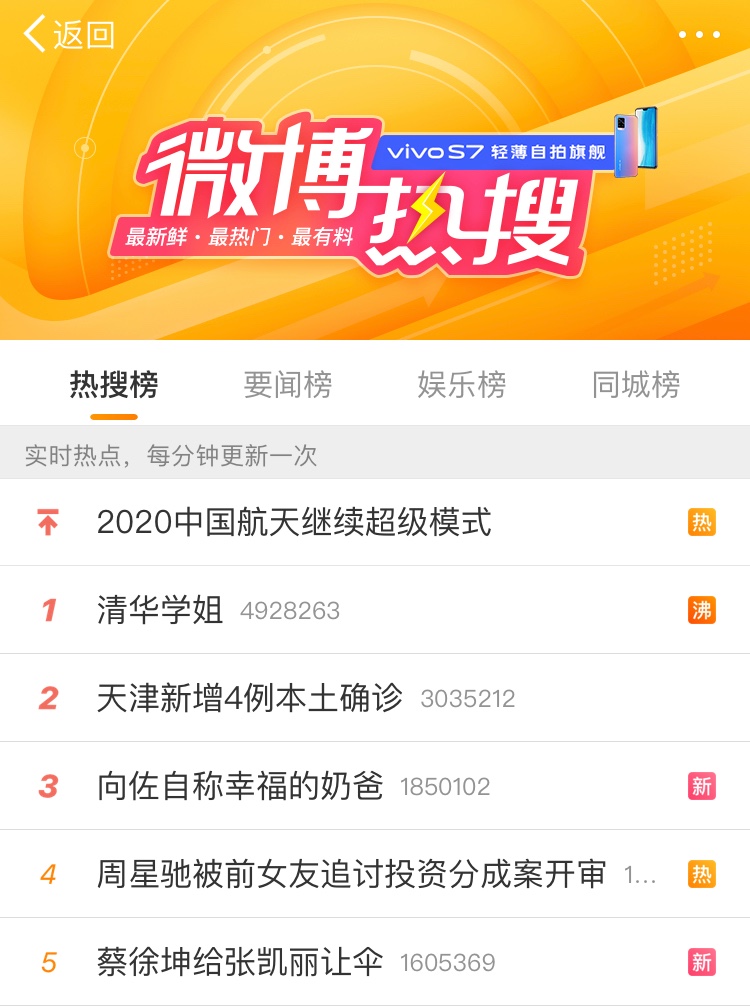 返回
微博
vivo S7 轻薄自拍旗舰
热搜
最新鲜·最热门·最有料
热搜榜 要闻榜 娱乐榜 同城榜
实时热点，每分钟更新一次
2020中国航天继续超级模式 热
1 清华学姐 4928263 沸
2 天津新增4例本土确诊 3035212
3 向佐自称幸福的奶爸 1850102 新
4 周星驰被前女友追讨投资分成案开审 1... 热
5 蔡徐坤给张凯丽让伞 1605369 新